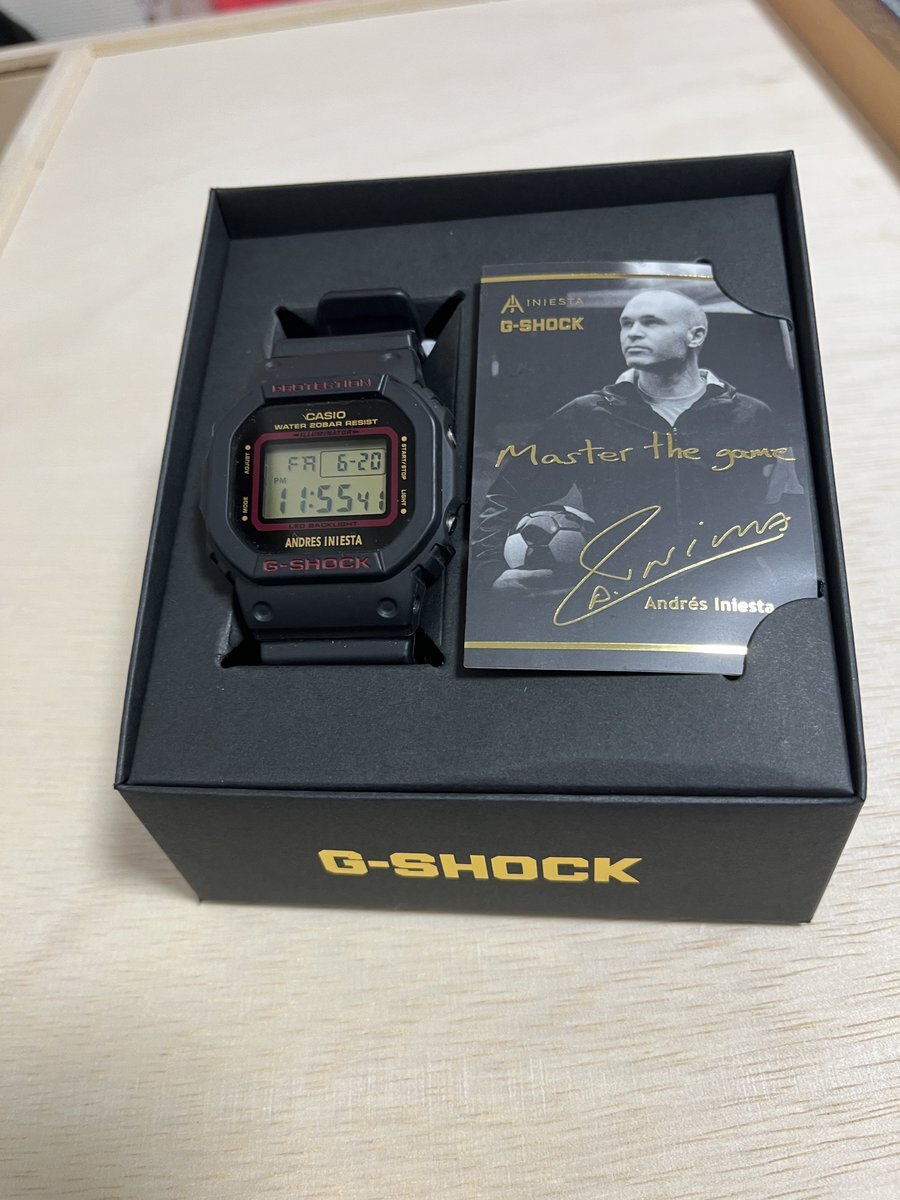 PROTECTION
CASIO
WATER 20BAR RESIST
ILLUMINATOR
ADJUST
START/STOP
FR 6-20
PM
11:55 41
MODE
LIGHT
LED BACKLIGHT
ANDRES INIESTA
G-SHOCK
INIESTA
G-SHOCK
Master the game
Andrés Iniesta
G-SHOCK